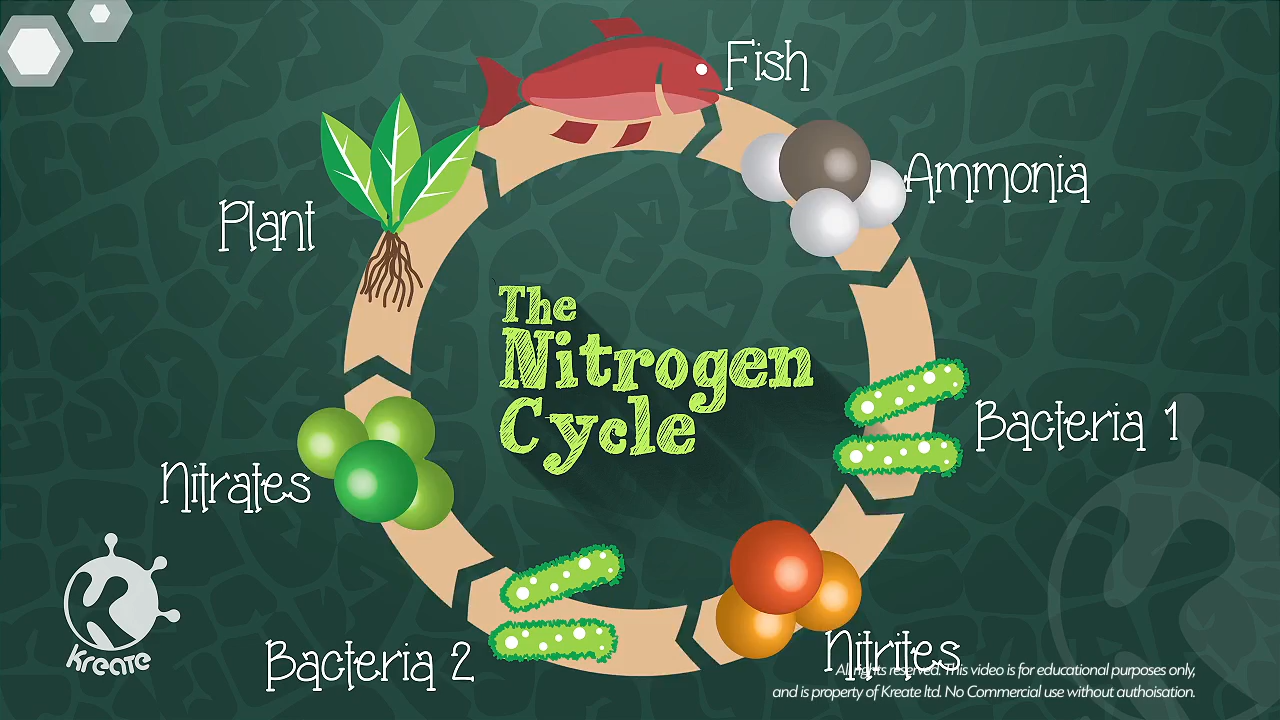 Fish
Ammonia
Plant
The
Nitrogen
Cycle
Bacteria 1
Nitrates
Nitrites
Bacteria 2
Kreate
All rights reserved. This video is for educational purposes only,
and is property of Kreate ltd. No Commercial use without authoisation.